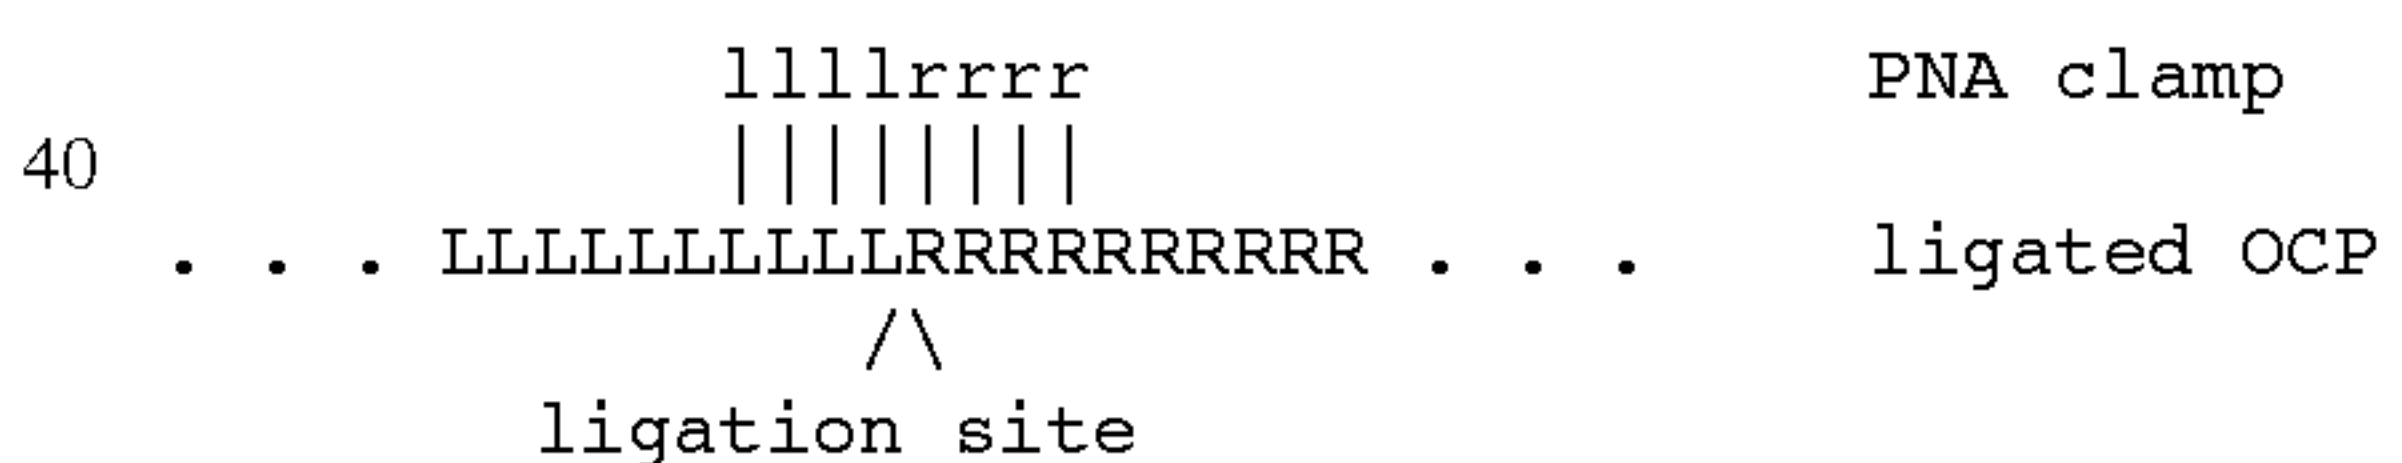 llllrrrr PNA clamp
||||||||
40
. . . LLLLLLLLLLRRRRRRRRRR . . . ligated OCP
/\
ligation site